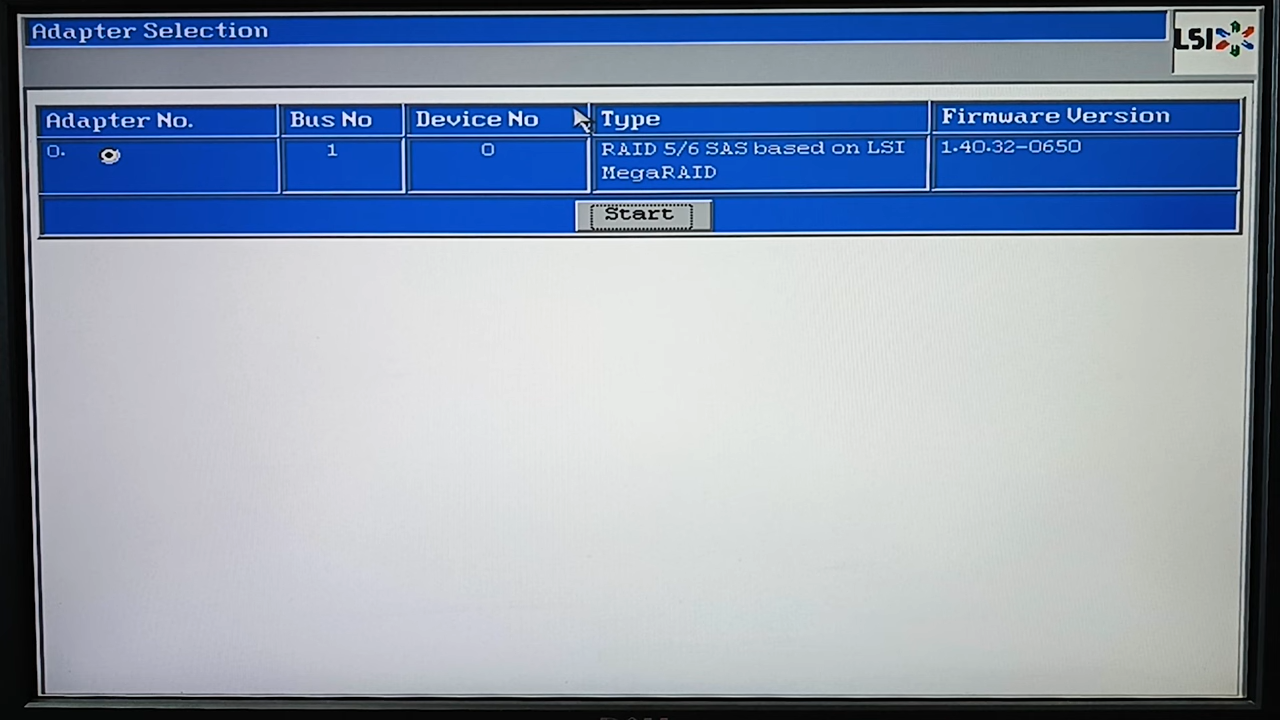 Adapter Selection
LSI
Adapter No. Bus No Device No Type Firmware Version
0. 1 0 RAID 5/6 SAS based on LSI 1.40.32-0650
MegaRAID
Start